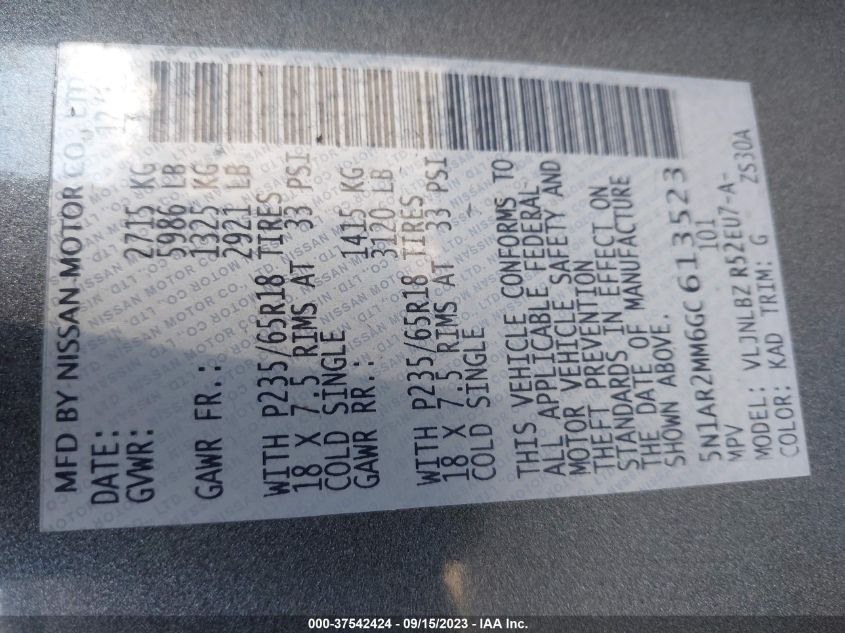 MFD BY NISSAN MOTOR CO., LTD.
DATE:
GVWR: 2715 KG
5986 LB
GAWR FR.: 1325 KG
2921 LB
WITH P235/65R18 TIRES
18 X 7.5 RIMS AT 33 PSI
COLD SINGLE
GAWR RR.: 1415 KG
3120 LB
WITH P235/65R18 TIRES
18 X 7.5 RIMS AT 33 PSI
COLD SINGLE
THIS VEHICLE CONFORMS TO
ALL APPLICABLE FEDERAL
MOTOR VEHICLE SAFETY AND
THEFT PREVENTION
STANDARDS IN EFFECT ON
THE DATE OF MANUFACTURE
SHOWN ABOVE.
5N1AR2MM6GC613523
MPV 101
MODEL: VLJNLBZ R52EU7-A-
COLOR: KAD TRIM: G ZS30A
000-37542424 - 09/15/2023 - IAA Inc.